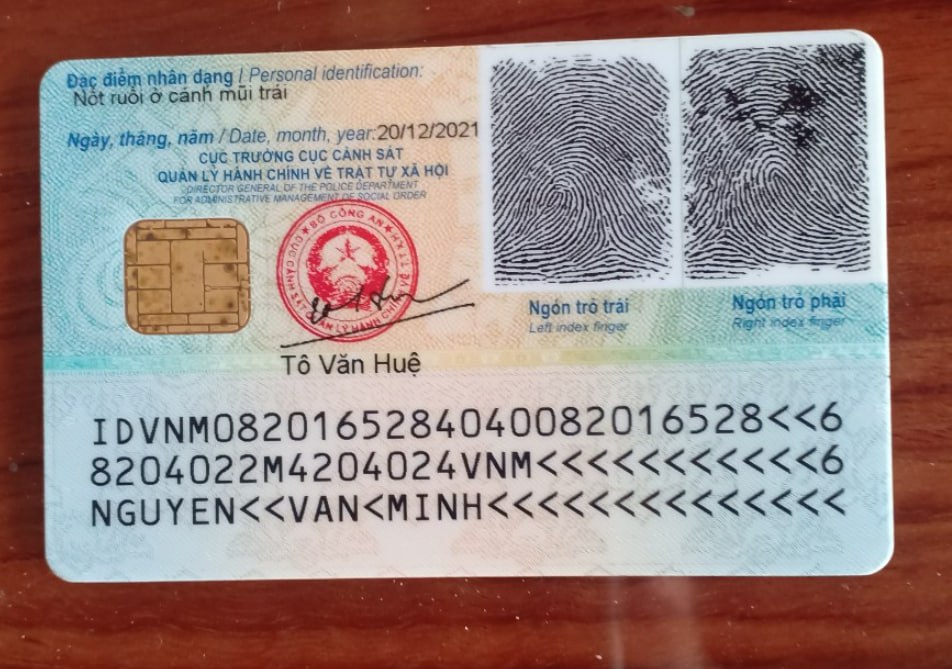 Đặc điểm nhân dạng / Personal identification:
Nốt ruồi ở cánh mũi trái
Ngày, tháng, năm / Date, month, year: 20/12/2021
CỤC TRƯỞNG CỤC CẢNH SÁT
QUẢN LÝ HÀNH CHÍNH VỀ TRẬT TỰ XÃ HỘI
DIRECTOR GENERAL OF THE POLICE DEPARTMENT
FOR ADMINISTRATIVE MANAGEMENT OF SOCIAL ORDER
BỘ CÔNG AN
Tô Văn Huệ
Ngón trỏ trái
Left index finger
Ngón trỏ phải
Right index finger
IDVNM0820165284040082016528<<6
8204022M4204024VNM<<<<<<<<<<<6
NGUYEN<<VAN<MINH<<<<<<<<<<<<<<